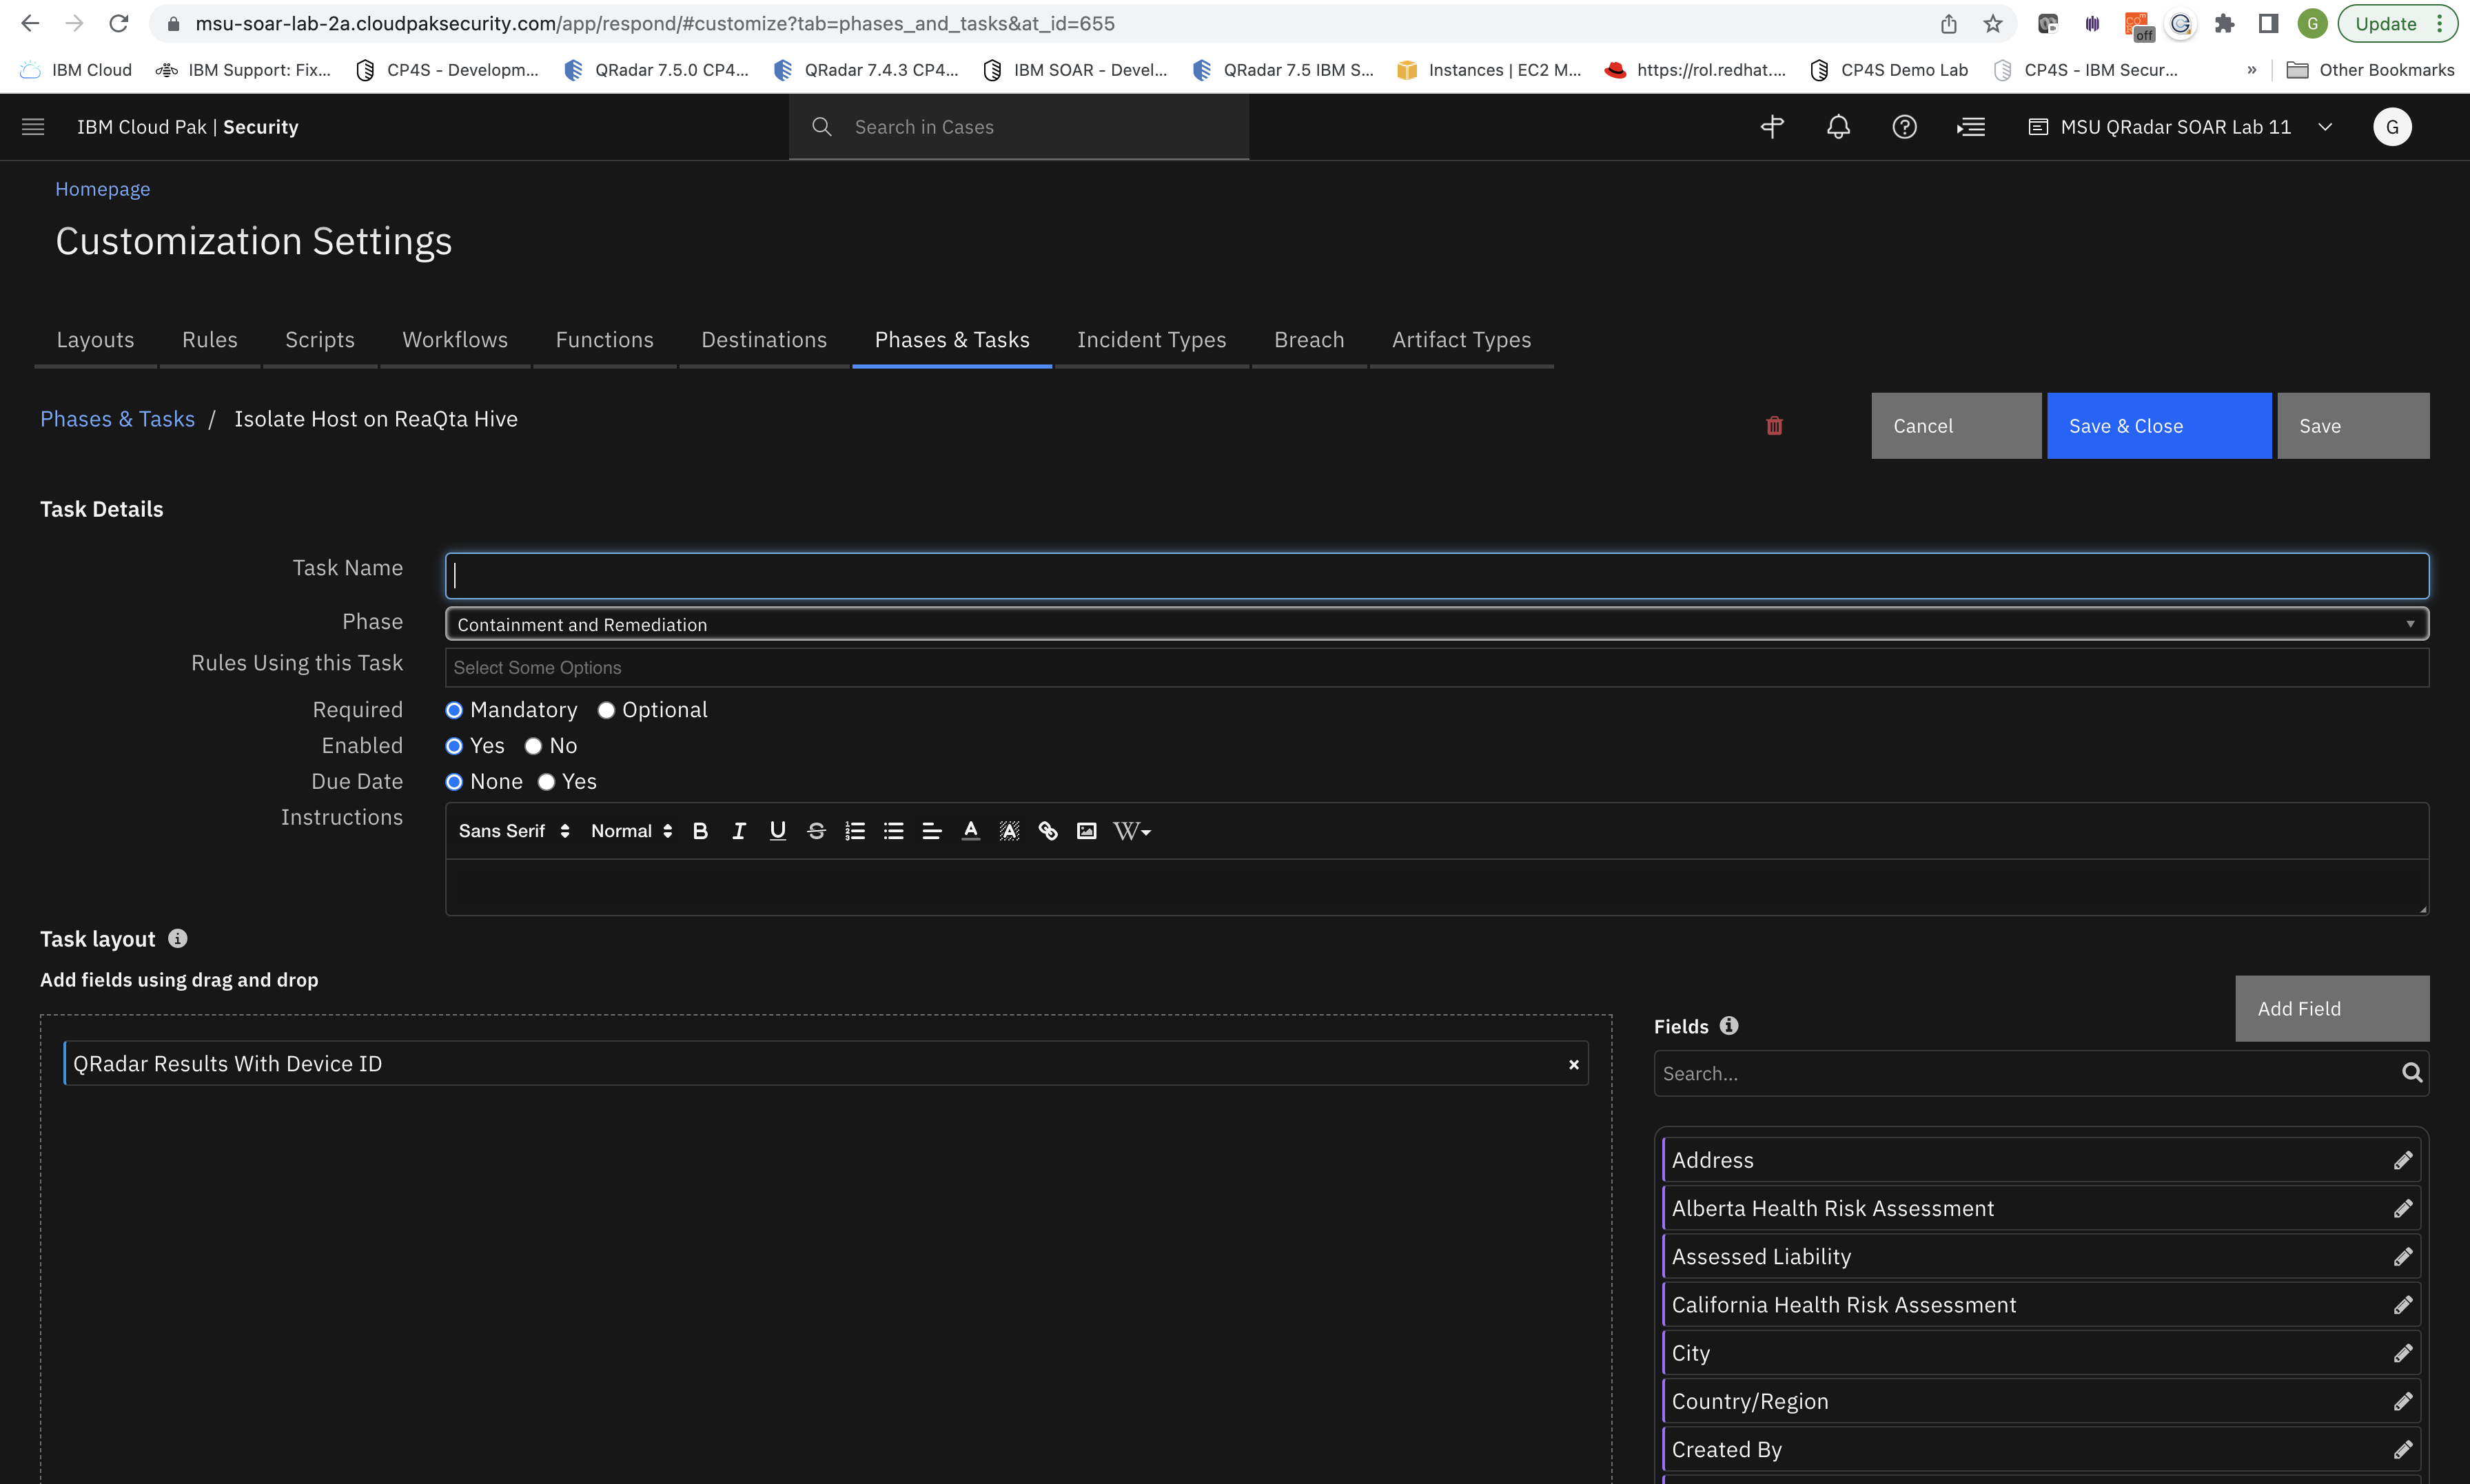 msu-soar-lab-2a.cloudpaksecurity.com/app/respond/#customize?tab=phases_and_tasks&at_id=655
off
G
Update
IBM Cloud
IBM Support: Fix...
CP4S - Developm...
QRadar 7.5.0 CP4...
QRadar 7.4.3 CP4...
IBM SOAR - Devel...
QRadar 7.5 IBM S...
Instances | EC2 M...
https://rol.redhat....
CP4S Demo Lab
CP4S - IBM Secur...
»
Other Bookmarks
IBM Cloud Pak | Security
Search in Cases
MSU QRadar SOAR Lab 11
G
Homepage
Customization Settings
Layouts
Rules
Scripts
Workflows
Functions
Destinations
Phases & Tasks
Incident Types
Breach
Artifact Types
Phases & Tasks / Isolate Host on ReaQta Hive
Cancel
Save & Close
Save
Task Details
Task Name
Phase
Containment and Remediation
Rules Using this Task
Select Some Options
Required
Mandatory
Optional
Enabled
Yes
No
Due Date
None
Yes
Instructions
Sans Serif
Normal
B I U S
W
Task layout
Add fields using drag and drop
Add Field
Fields
QRadar Results With Device ID
Search...
Address
Alberta Health Risk Assessment
Assessed Liability
California Health Risk Assessment
City
Country/Region
Created By